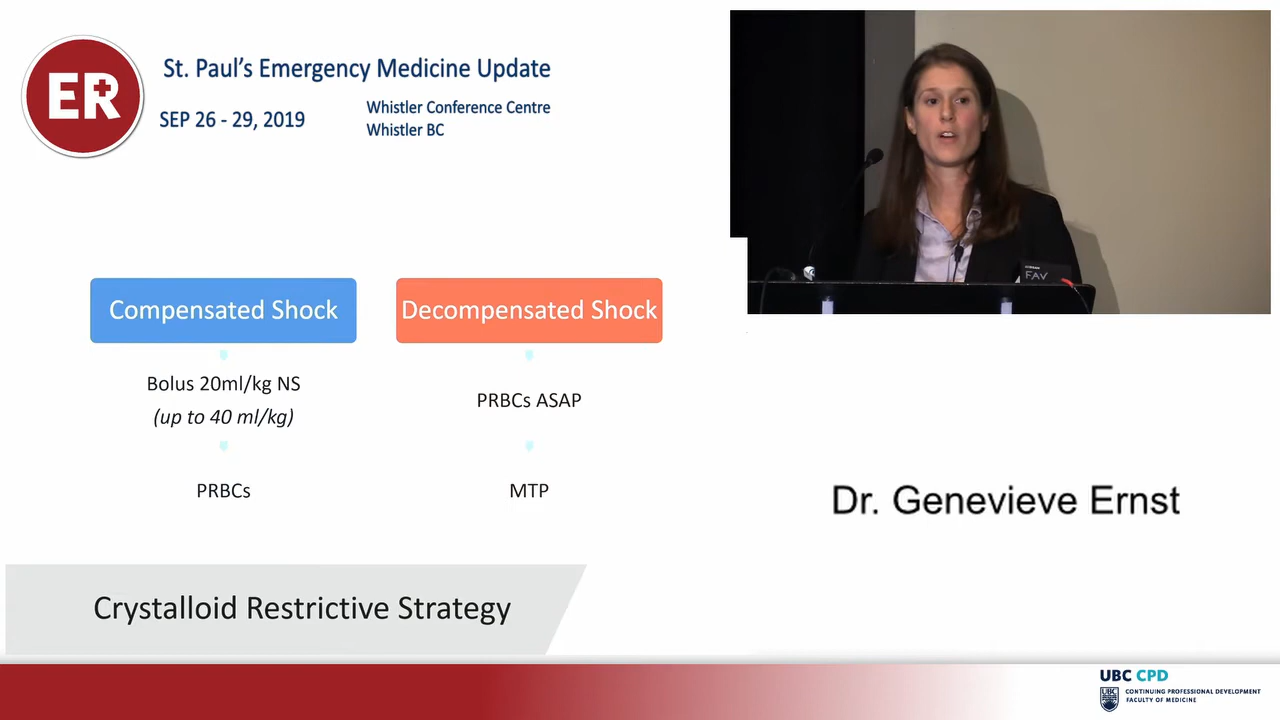 ER
St. Paul's Emergency Medicine Update
SEP 26 - 29, 2019
Whistler Conference Centre
Whistler BC
Compensated Shock
Decompensated Shock
Bolus 20ml/kg NS
(up to 40 ml/kg)
PRBCs ASAP
PRBCs
MTP
Crystalloid Restrictive Strategy
FAV
Dr. Genevieve Ernst
UBC CPD
UBC
CONTINUING PROFESSIONAL DEVELOPMENT
FACULTY OF MEDICINE